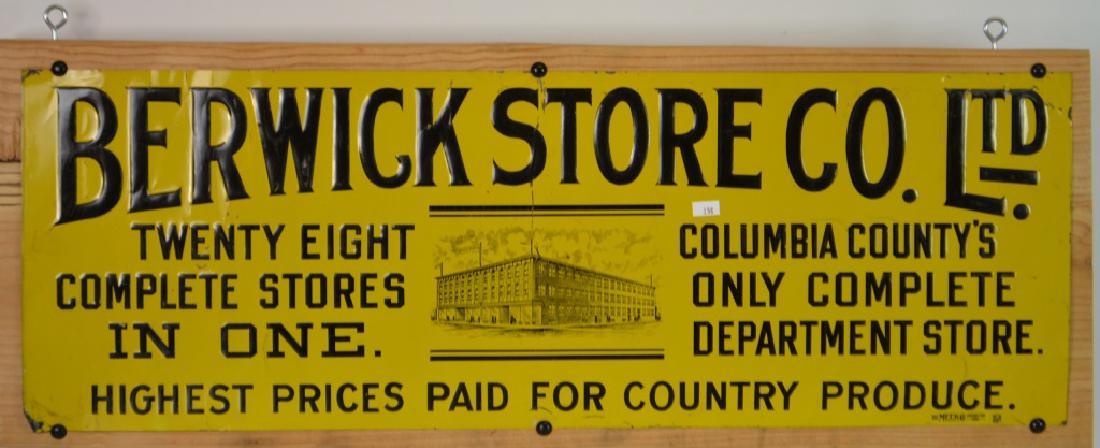 BERWICK STORE CO. LTD.
TWENTY EIGHT
COMPLETE STORES
IN ONE.
COLUMBIA COUNTY'S
ONLY COMPLETE
DEPARTMENT STORE.
HIGHEST PRICES PAID FOR COUNTRY PRODUCE.